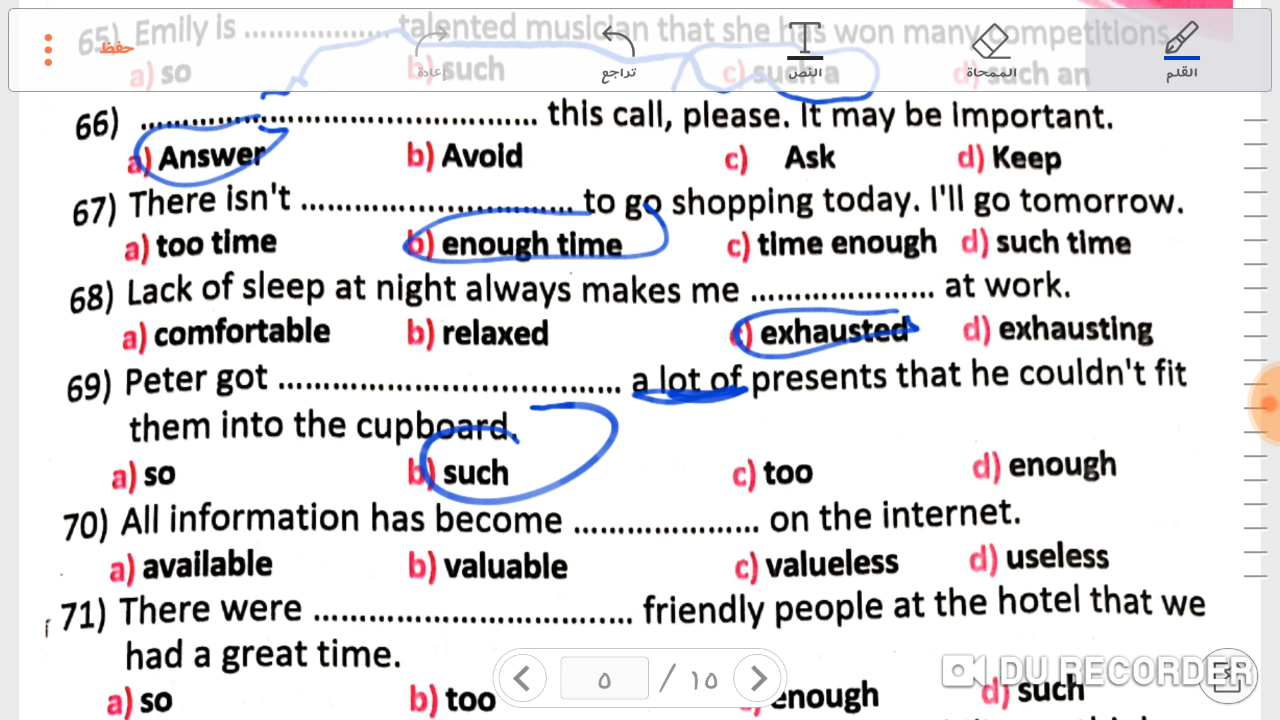 65) Emily is .................. talented musician that she has won many competitions
a) so b) such c) such a d) such an
حفظ
إعادة
تراجع
النص
الممحاة
القلم
66) .................................................. this call, please. It may be important.
a) Answer b) Avoid c) Ask d) Keep
67) There isn't .................................. to go shopping today. I'll go tomorrow.
a) too time b) enough time c) time enough d) such time
68) Lack of sleep at night always makes me ..................... at work.
a) comfortable b) relaxed c) exhausted d) exhausting
69) Peter got ........................................ a lot of presents that he couldn't fit
them into the cupboard.
a) so b) such c) too d) enough
70) All information has become ..................... on the internet.
a) available b) valuable c) valueless d) useless
71) There were ..................................... friendly people at the hotel that we
had a great time.
a) so b) too c) enough d) such
٥ / ١٥
DU RECORDER